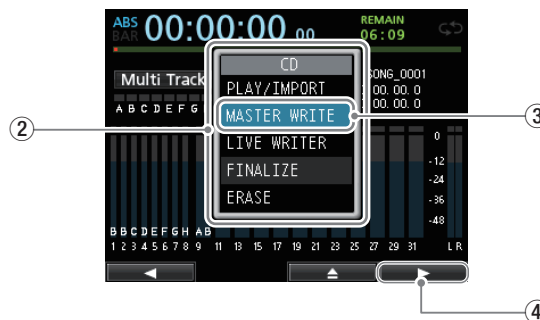 ABS 00:00:00 00 REMAIN
BAR 06:09
CD
Multi Track SONG_0001
PLAY/IMPORT 00. 00. 0
A B C D E F G MASTER WRITE 00. 00. 0
② ③
LIVE WRITER 0
FINALIZE -12
-24
ERASE -36
-48
B B C D E F G H A B
1 2 3 4 5 6 7 8 9 11 13 15 17 19 21 23 25 27 29 31 L R
④